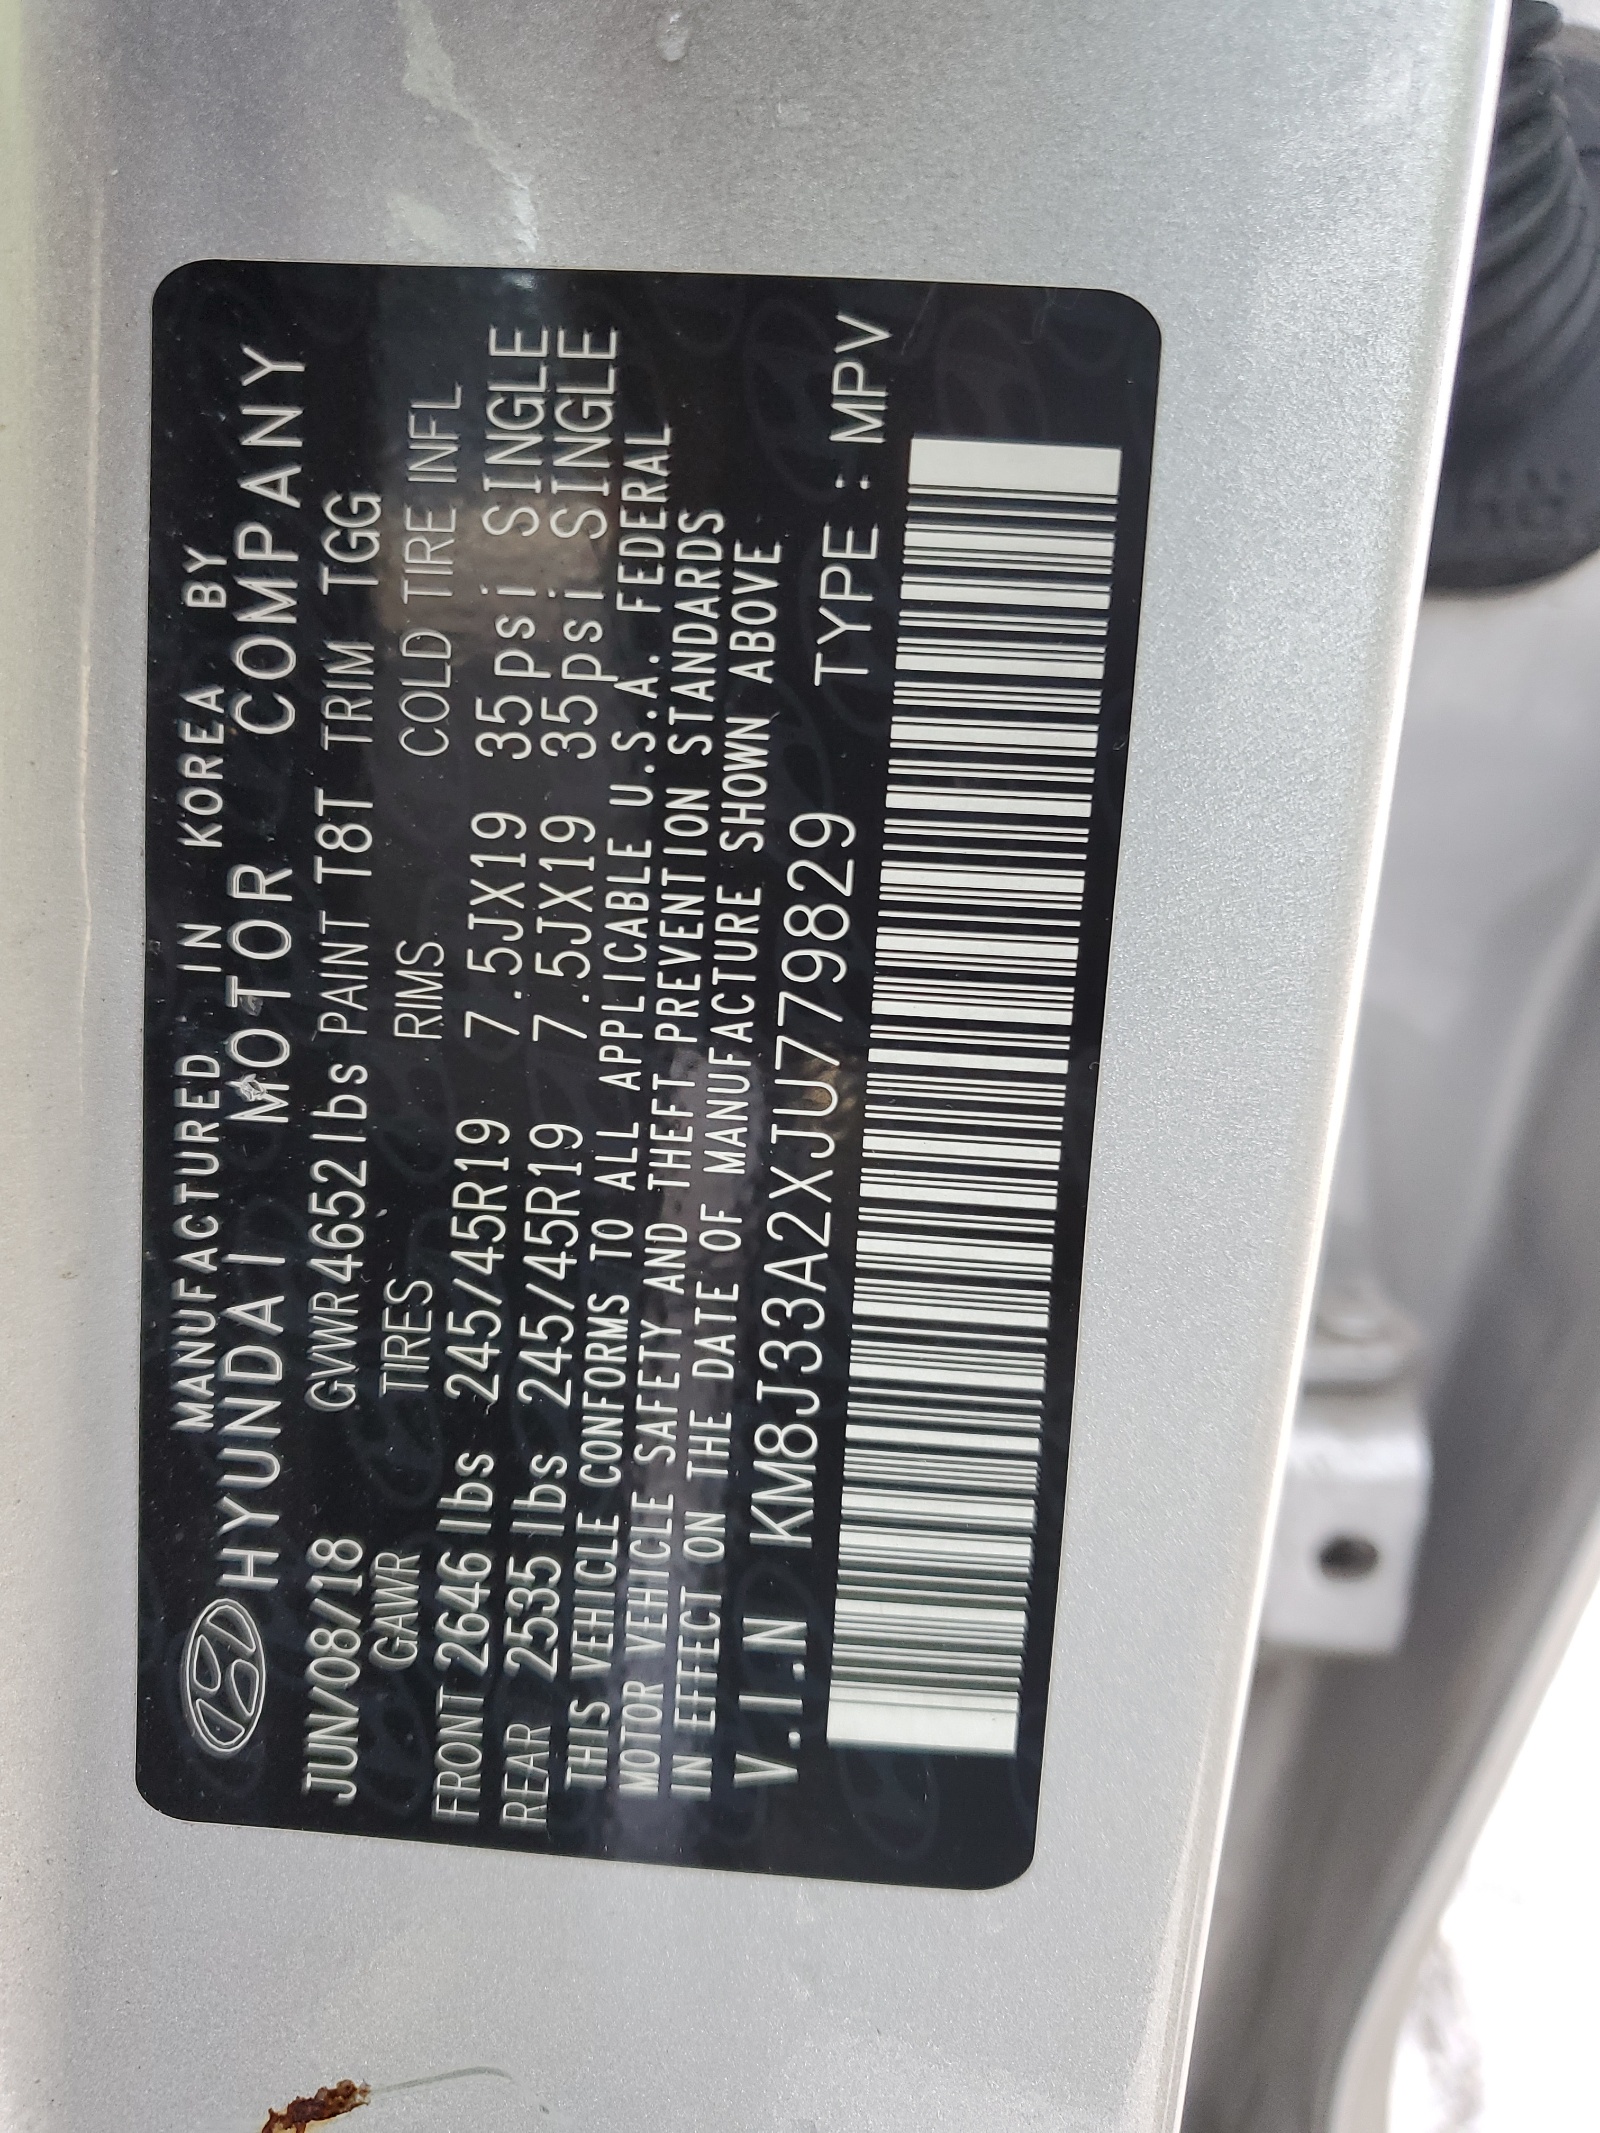 MANUFACTURED IN KOREA BY
HYUNDAI MOTOR COMPANY
JUN/08/18 GVWR 4652 lbs PAINT T8T TRIM TGG
GAWR TIRES RIMS COLD TIRE INFL
FRONT 2646 lbs 245/45R19 7.5JX19 35psi SINGLE
REAR 2535 lbs 245/45R19 7.5JX19 35psi SINGLE
THIS VEHICLE CONFORMS TO ALL APPLICABLE U.S.A. FEDERAL
MOTOR VEHICLE SAFETY AND THEFT PREVENTION STANDARDS
IN EFFECT ON THE DATE OF MANUFACTURE SHOWN ABOVE
V.I.N KM8J33A2XJU779829 TYPE : MPV